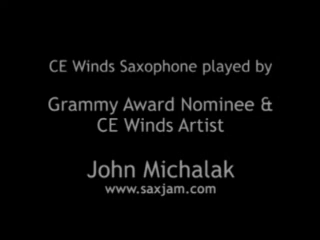 CE Winds Saxophone played by
Grammy Award Nominee &
CE Winds Artist
John Michalak
www.saxjam.com